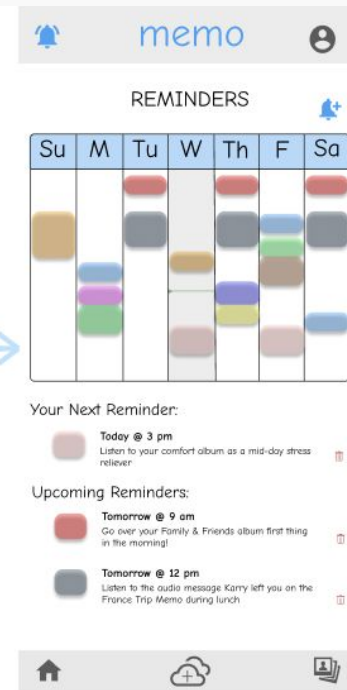 memo
REMINDERS
Su M Tu W Th F Sa
Your Next Reminder:
Today @ 3 pm
Listen to your comfort album as a mid-day stress
reliever
Upcoming Reminders:
Tomorrow @ 9 am
Go over your Family & Friends album first thing
in the morning!
Tomorrow @ 12 pm
Listen to the audio message Karry left you on the
France Trip Memo during lunch